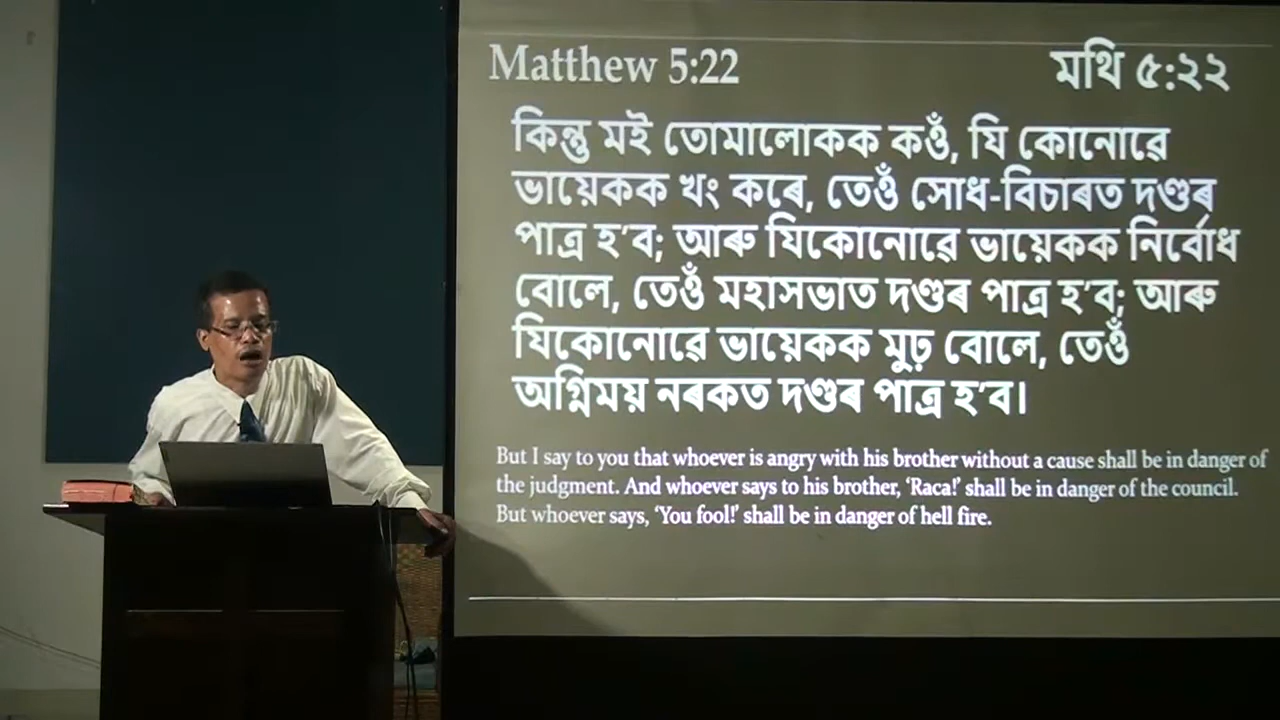 Matthew 5:22
মথি ৫:২২
কিন্তু মই তোমালোকক কওঁ, যি কোনোৱে
ভায়েকক খং কৰে, তেওঁ সোধ-বিচাৰত দণ্ডৰ
পাত্ৰ হ’ব; আৰু যিকোনোৱে ভায়েকক নিৰ্বোধ
বোলে, তেওঁ মহাসভাত দণ্ডৰ পাত্ৰ হ’ব; আৰু
যিকোনোৱে ভায়েকক মুঢ় বোলে, তেওঁ
অগ্নিময় নৰকত দণ্ডৰ পাত্ৰ হ’ব।
But I say to you that whoever is angry with his brother without a cause shall be in danger of
the judgment. And whoever says to his brother, ‘Raca!’ shall be in danger of the council.
But whoever says, ‘You fool!’ shall be in danger of hell fire.